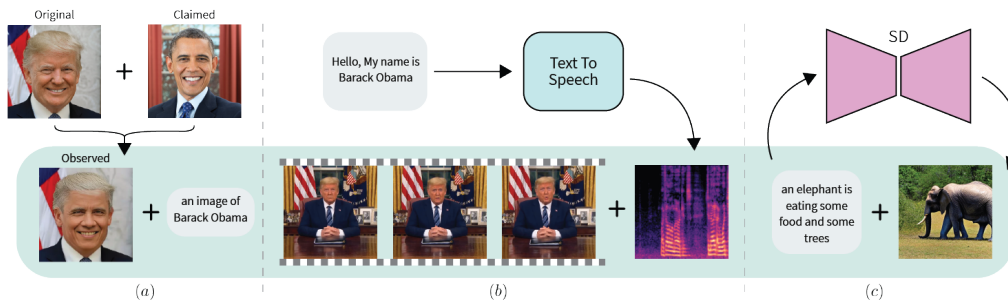 Original
Claimed
Observed
an image of
Barack Obama
(a)
Hello, My name is
Barack Obama
Text To
Speech
(b)
SD
an elephant is
eating some
food and some
trees
(c)